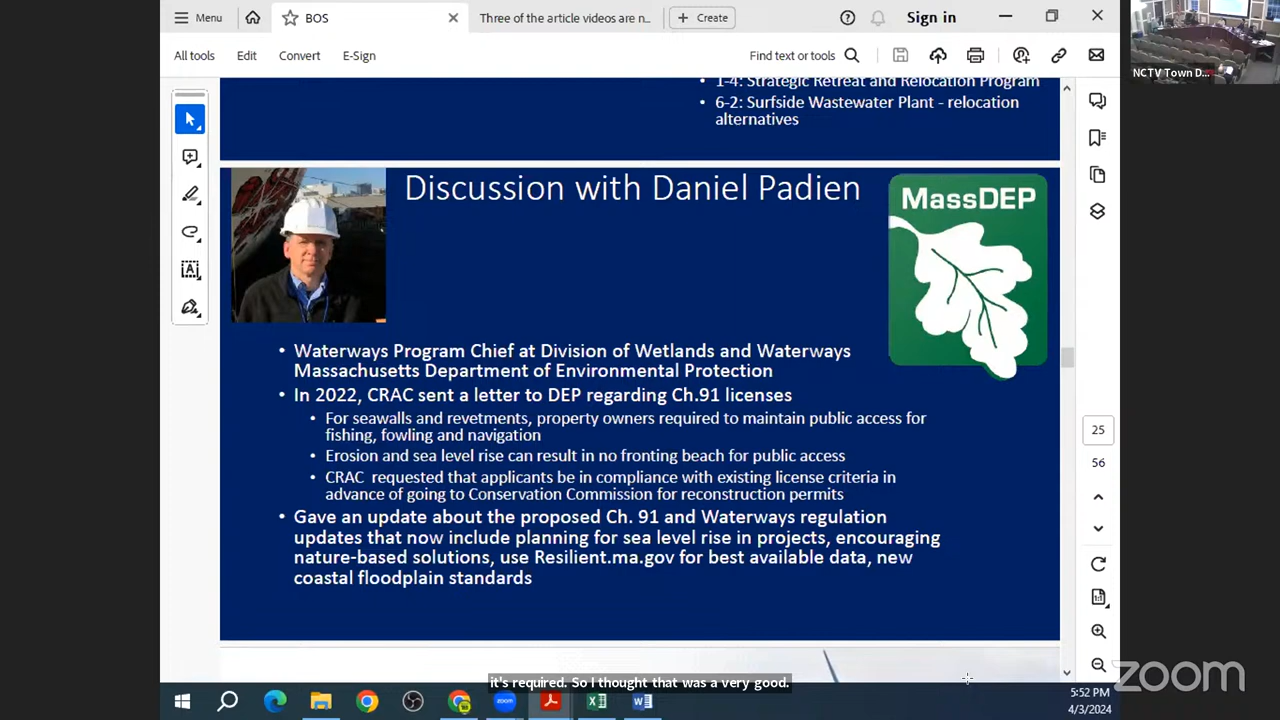 Menu
BOS
Three of the article videos are n...
Create
Sign in
All tools
Edit
Convert
E-Sign
Find text or tools
NCTV Town D...
1-4: Strategic Retreat and Relocation Program
6-2: Surfside Wastewater Plant - relocation
alternatives
Discussion with Daniel Padien
MassDEP
• Waterways Program Chief at Division of Wetlands and Waterways
Massachusetts Department of Environmental Protection
• In 2022, CRAC sent a letter to DEP regarding Ch.91 licenses
• For seawalls and revetments, property owners required to maintain public access for
fishing, fowling and navigation
• Erosion and sea level rise can result in no fronting beach for public access
• CRAC requested that applicants be in compliance with existing license criteria in
advance of going to Conservation Commission for reconstruction permits
• Gave an update about the proposed Ch. 91 and Waterways regulation
updates that now include planning for sea level rise in projects, encouraging
nature-based solutions, use Resilient.ma.gov for best available data, new
coastal floodplain standards
25
56
it's required. So I thought that was a very good.
zoom
5:52 PM
4/3/2024